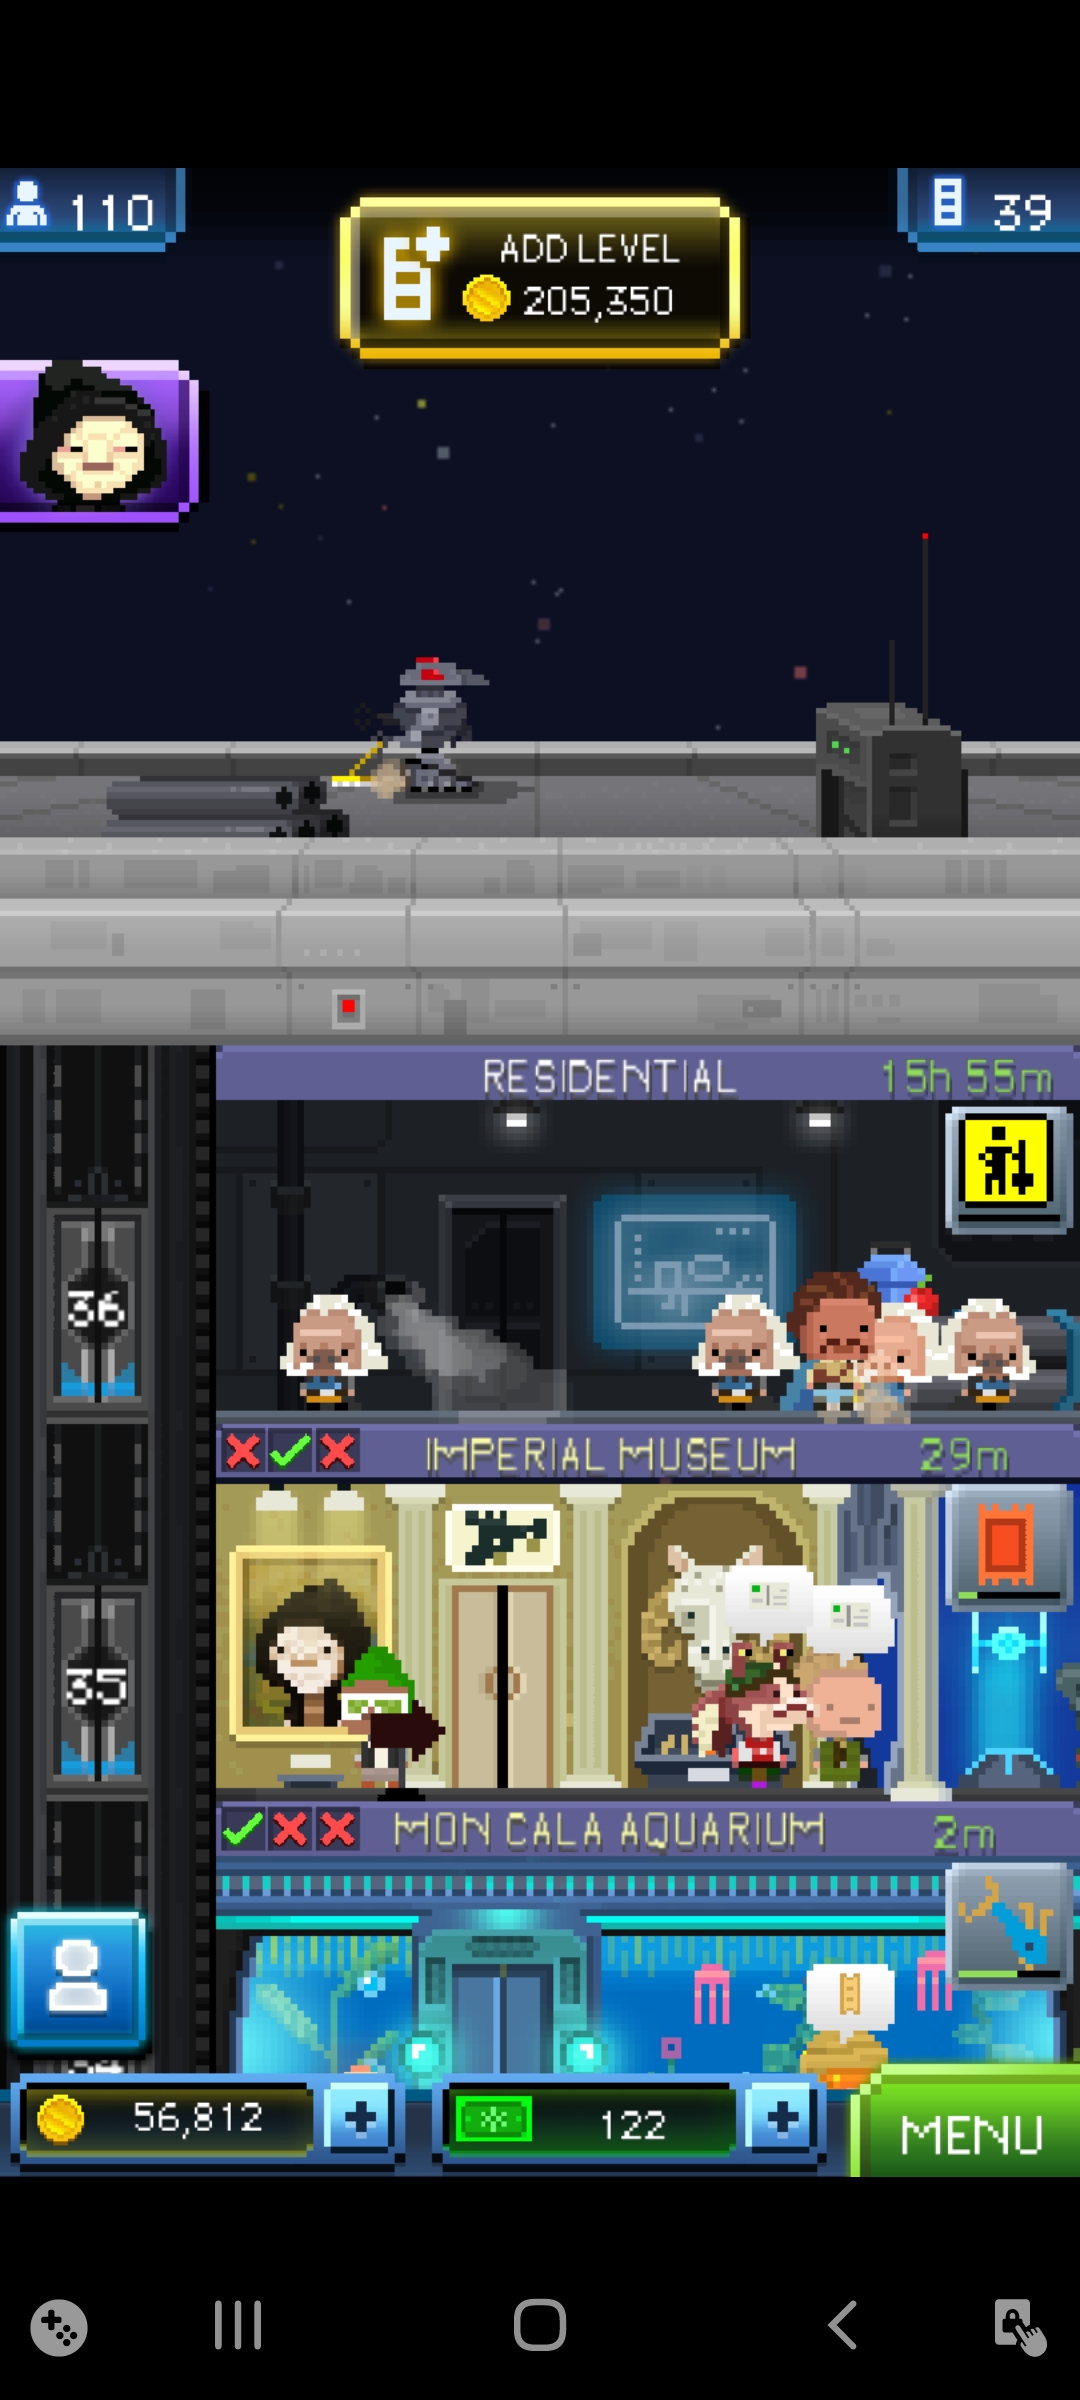 110
ADD LEVEL
205,350
39
RESIDENTIAL 15h 55m
36
IMPERIAL MUSEUM 29m
35
MON CALA AQUARIUM 2m
56,812
122
MENU